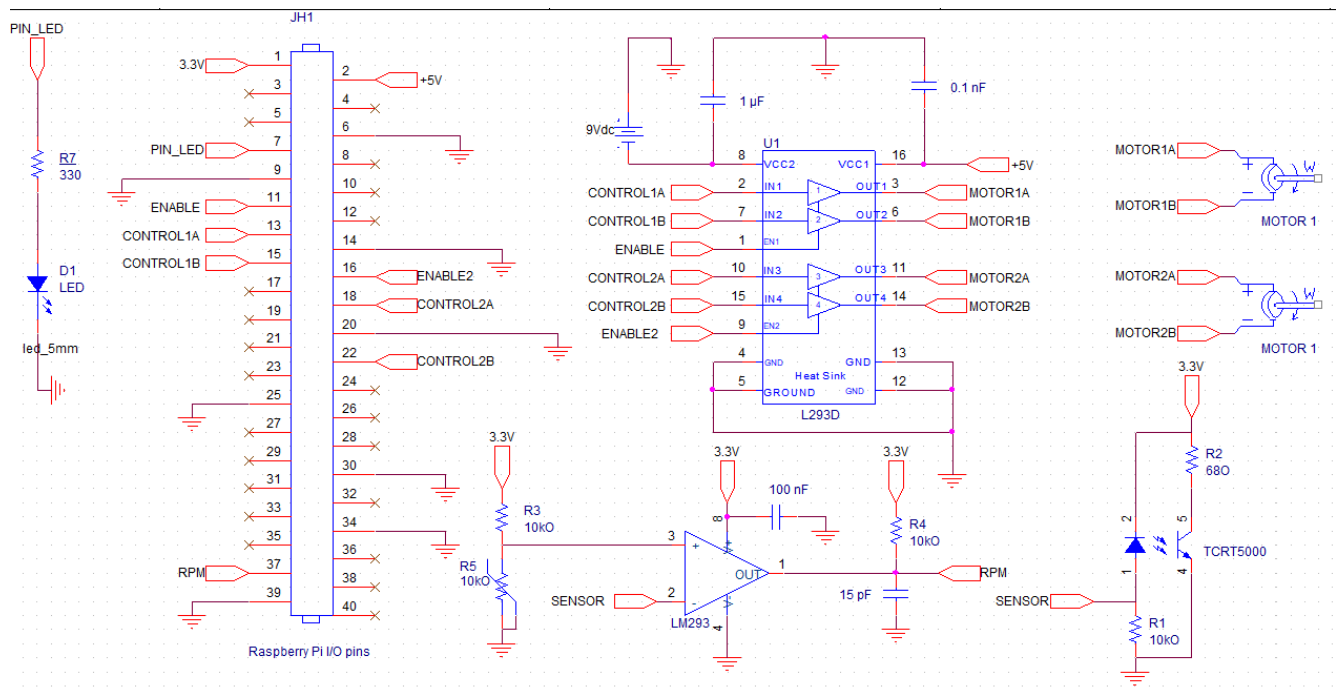 PIN_LED
R7
330
D1
LED
led_5mm
JH1
3.3V
1
2
+5V
3
4
5
6
PIN_LED
7
8
9
10
ENABLE
11
12
CONTROL1A
13
14
CONTROL1B
15
16
ENABLE2
17
18
CONTROL2A
19
20
21
22
CONTROL2B
23
24
25
26
27
28
29
30
31
32
33
34
35
36
RPM
37
38
39
40
Raspberry Pi I/O pins
9Vdc
1 µF
0.1 nF
U1
8
VCC2
VCC1
16
+5V
CONTROL1A
2
IN1
1
OUT1
3
MOTOR1A
CONTROL1B
7
IN2
2
OUT2
6
MOTOR1B
ENABLE
1
EN1
CONTROL2A
10
IN3
3
OUT3
11
MOTOR2A
CONTROL2B
15
IN4
4
OUT4
14
MOTOR2B
ENABLE2
9
EN2
4
GND
GND
13
Heat Sink
5
GROUND
GND
12
L293D
MOTOR1A
+
-
W
MOTOR1B
MOTOR 1
MOTOR2A
+
-
W
MOTOR2B
MOTOR 1
3.3V
R3
10kO
R5
10kO
3.3V
100 nF
8
V+
3
+
OUT
1
SENSOR
2
-
V-
4
LM293
3.3V
R4
10kO
RPM
15 pF
3.3V
R2
68O
2
1
5
4
TCRT5000
SENSOR
R1
10kO